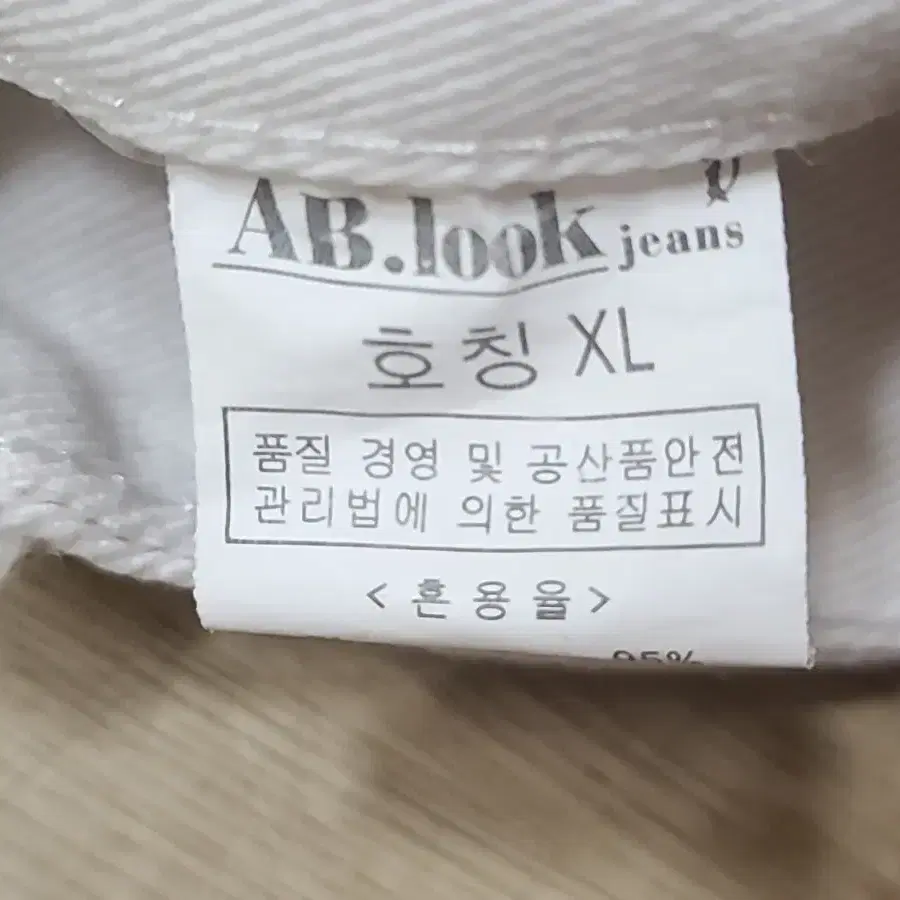 AB.look jeans
호칭 XL
품질 경영 및 공산품안전
관리법에 의한 품질표시
<혼용율>
95%